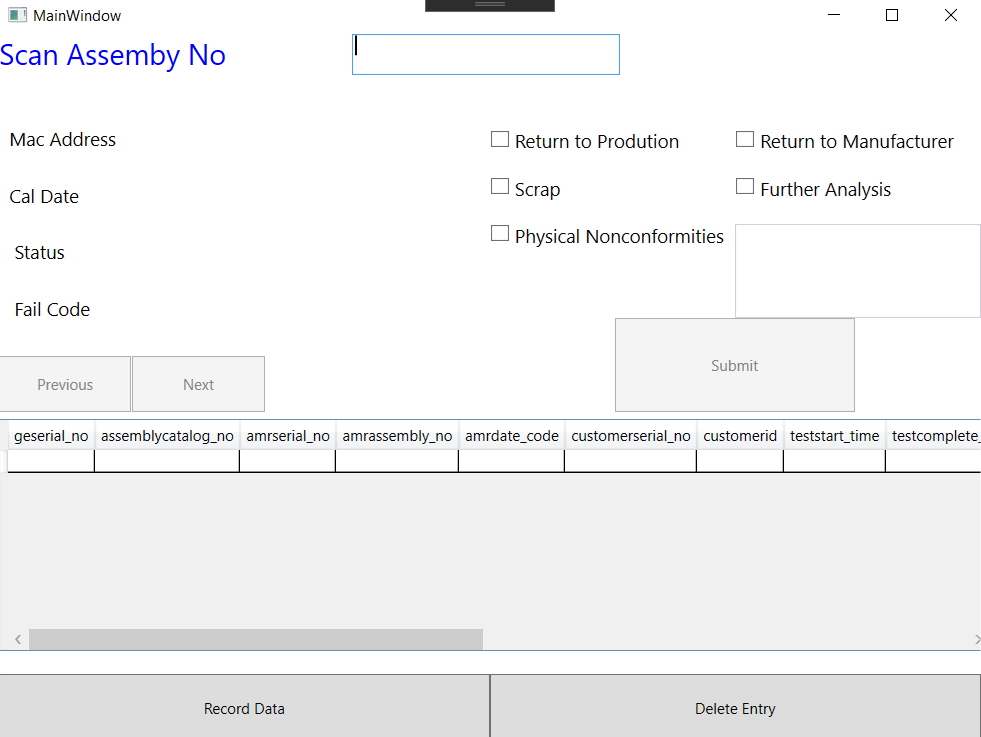 MainWindow
Scan Assemby No
Mac Address
Return to Prodution
Return to Manufacturer
Cal Date
Scrap
Further Analysis
Status
Physical Nonconformities
Fail Code
Previous
Next
Submit
geserial_no assemblycatalog_no amrserial_no amrassembly_no amrdate_code customerserial_no customerid teststart_time testcomplete_
Record Data
Delete Entry